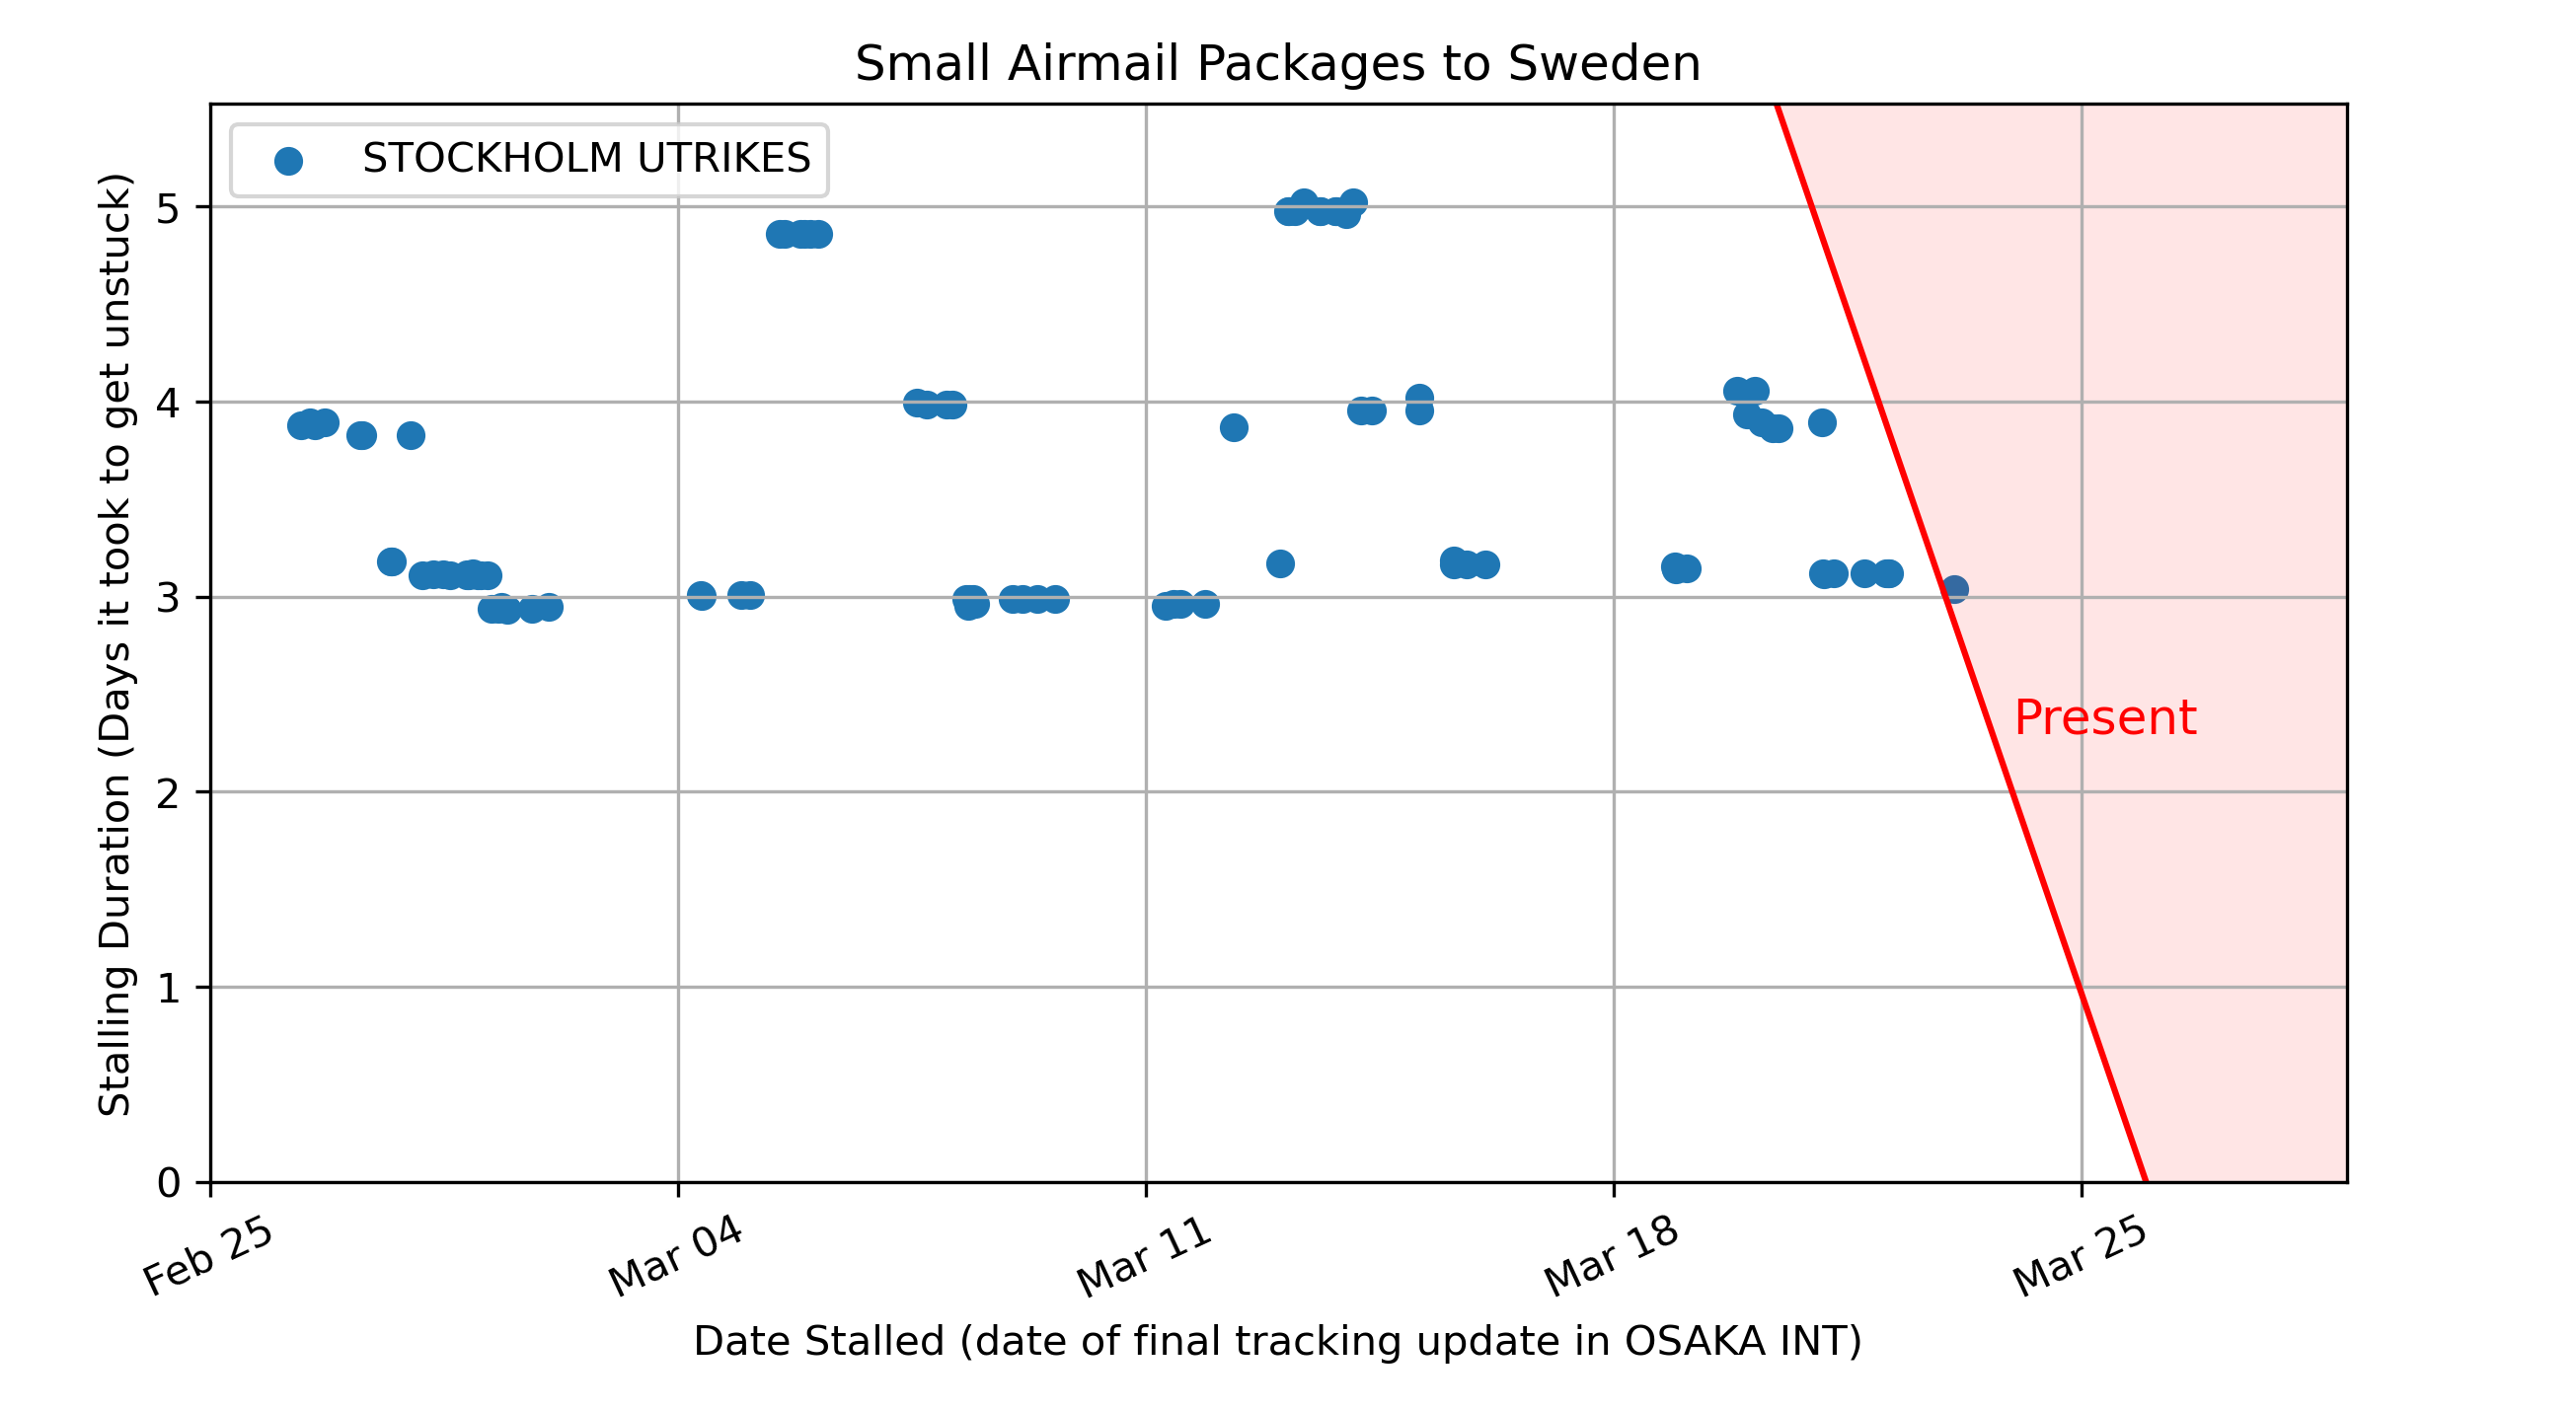 Small Airmail Packages to Sweden
STOCKHOLM UTRIKES
Stalling Duration (Days it took to get unstuck)
5
4
3
2
1
0
Present
Feb 25
Mar 04
Mar 11
Mar 18
Mar 25
Date Stalled (date of final tracking update in OSAKA INT)